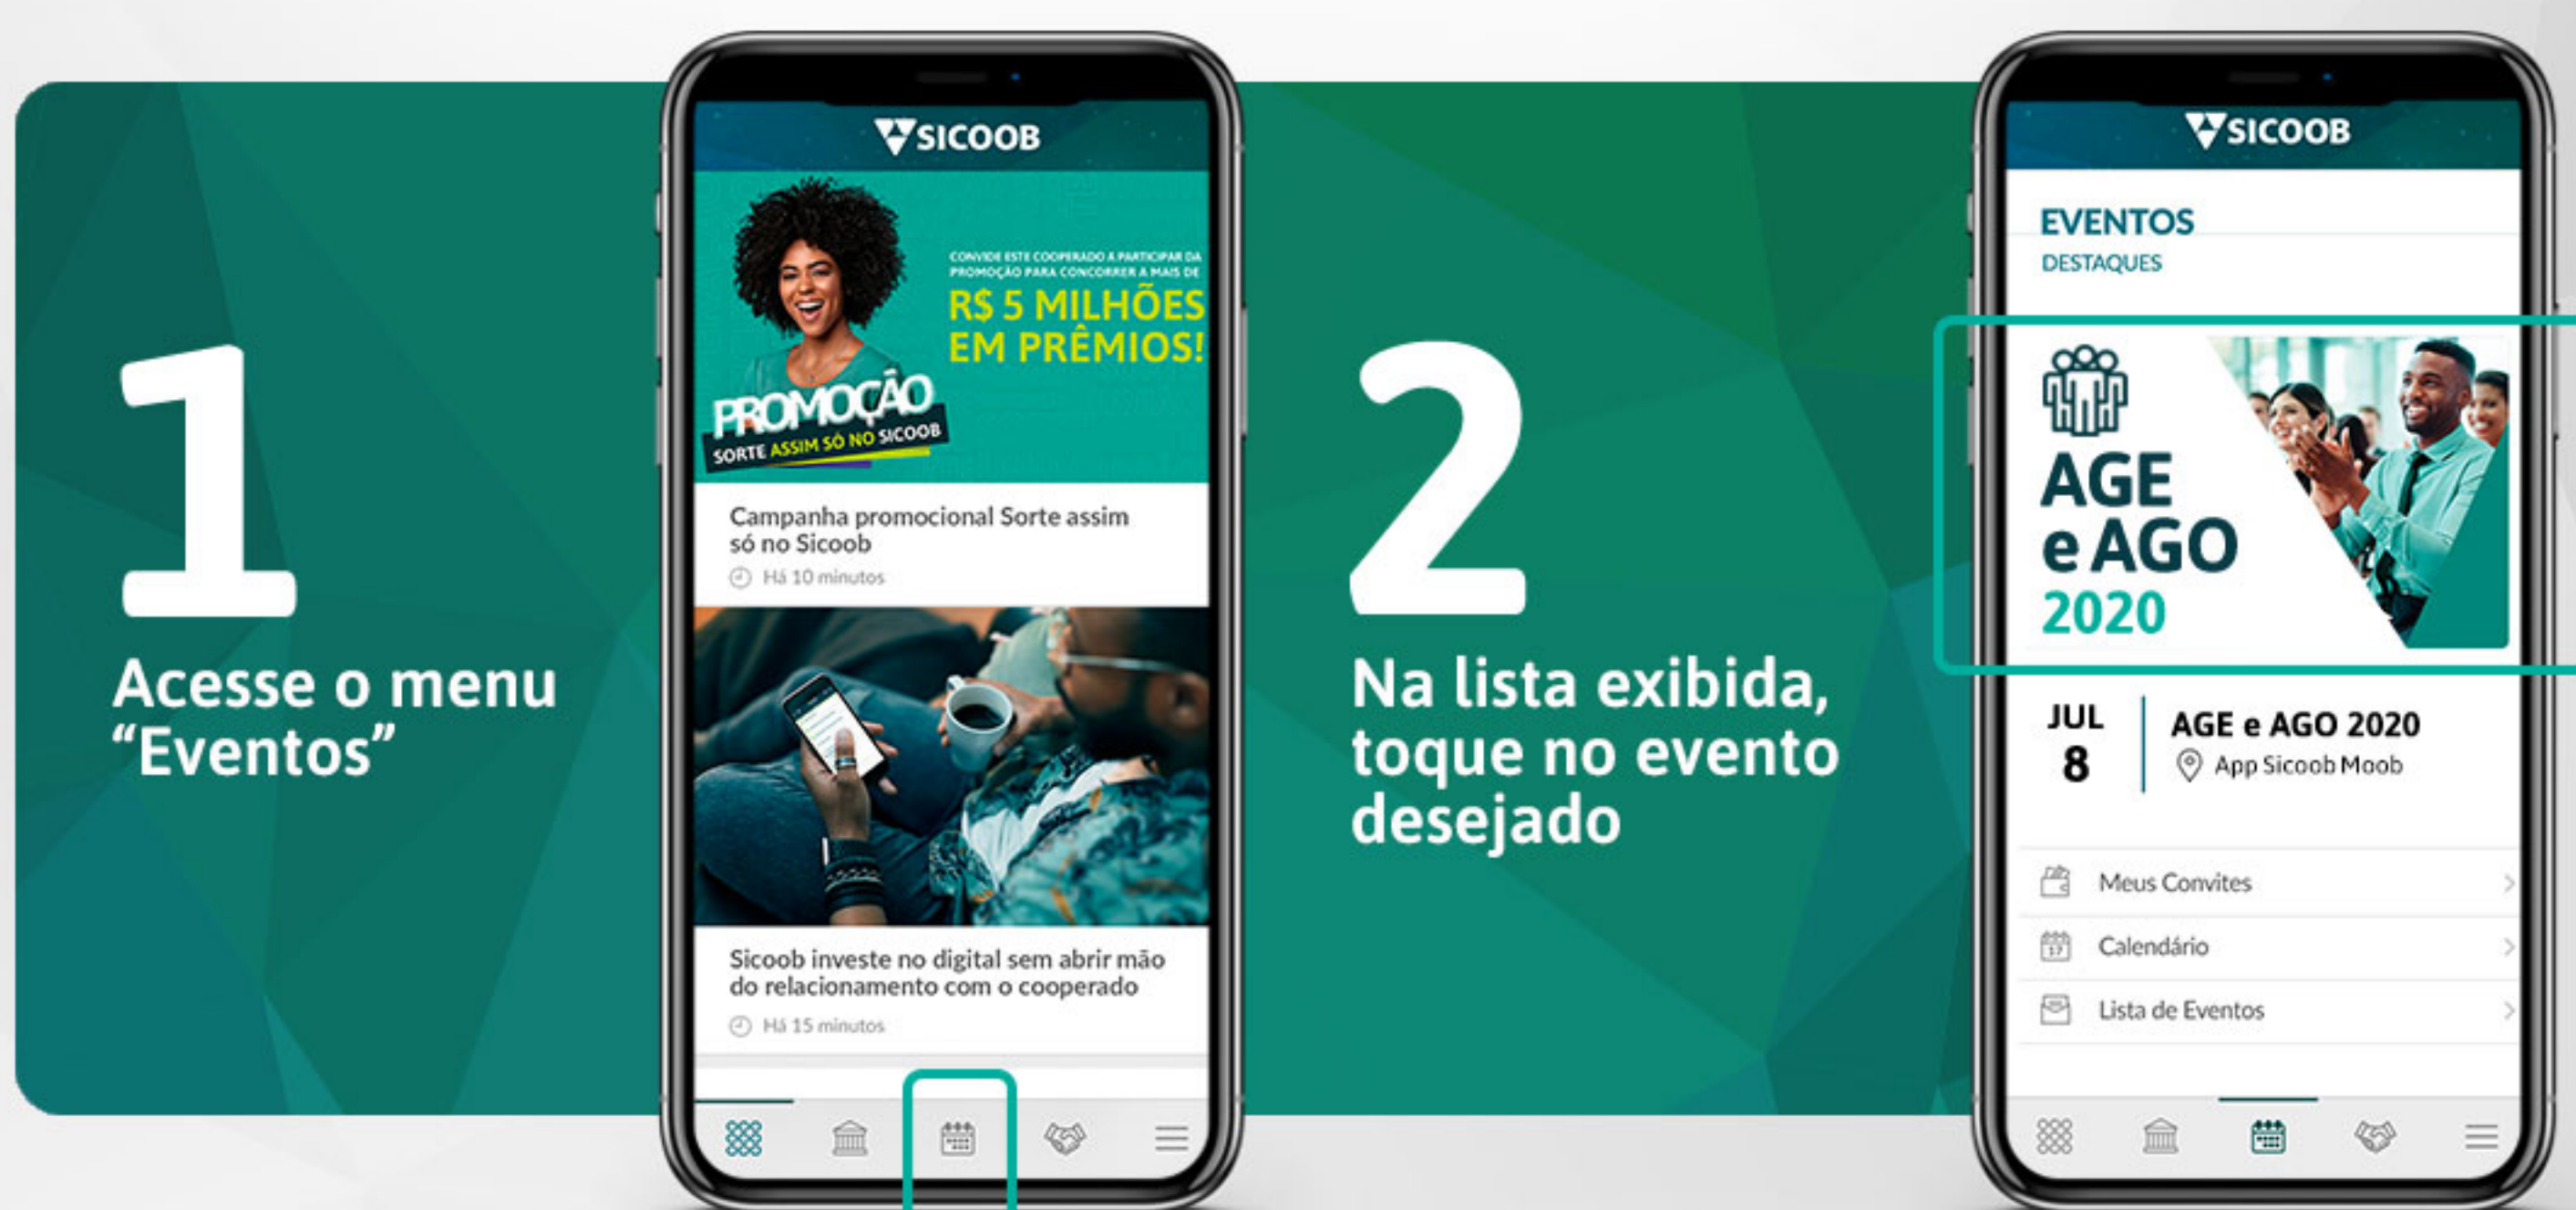 1
Acesse o menu
“Eventos”
SICOOB
CONVIDE ESTE COOPERADO A PARTICIPAR DA
PROMOÇÃO PARA CONCORRER A MAIS DE
R$ 5 MILHÕES
EM PRÊMIOS!
PROMOÇÃO
SORTE ASSIM SÓ NO SICOOB
Campanha promocional Sorte assim
só no Sicoob
Há 10 minutos
Sicoob investe no digital sem abrir mão
do relacionamento com o cooperado
Há 15 minutos
2
Na lista exibida,
toque no evento
desejado
SICOOB
EVENTOS
DESTAQUES
AGE
e AGO
2020
JUL
8
AGE e AGO 2020
App Sicoob Moob
Meus Convites
17
Calendário
Lista de Eventos